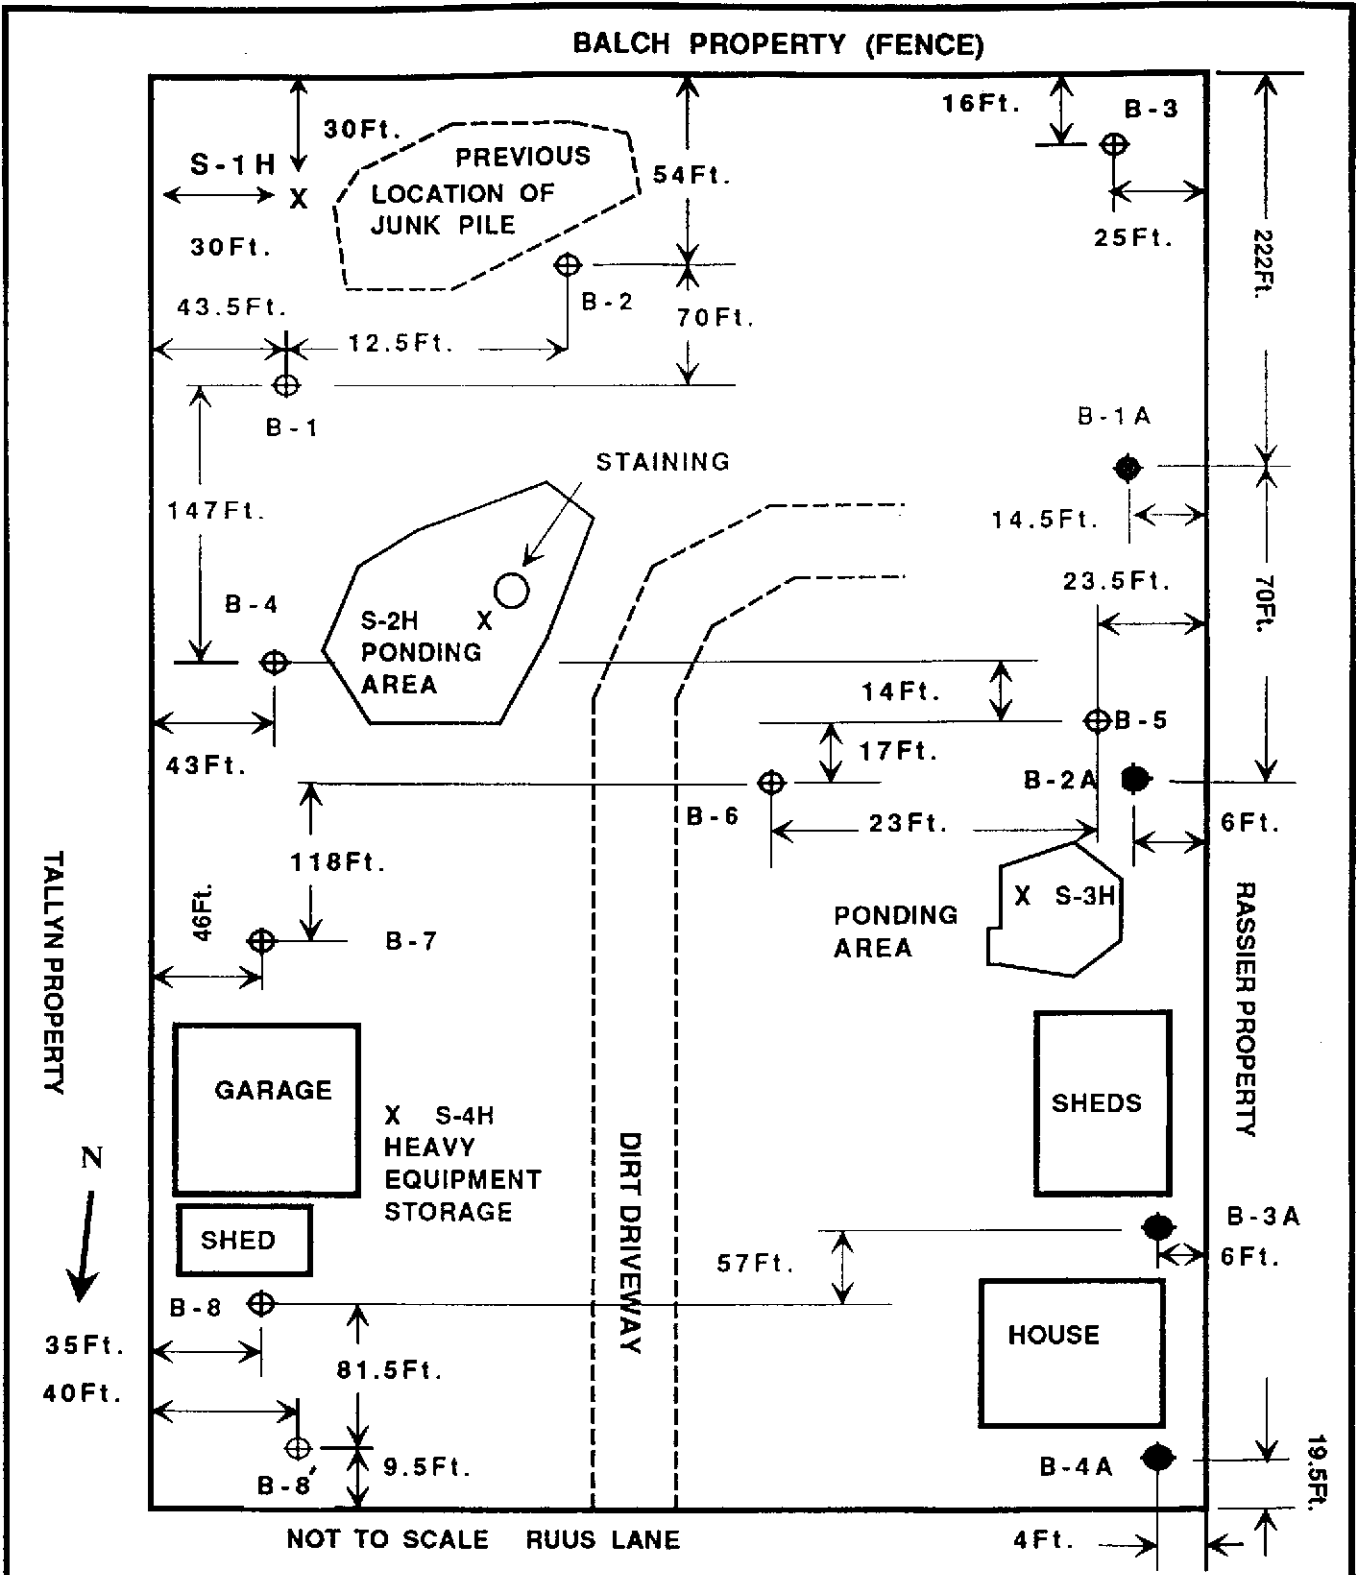 BALCH PROPERTY (FENCE)
16Ft.
B-3
30Ft.
S-1H
X
PREVIOUS
LOCATION OF
JUNK PILE
54Ft.
30Ft.
25Ft.
222Ft.
43.5Ft.
B-2
70Ft.
12.5Ft.
B-1
B-1A
STAINING
147Ft.
14.5Ft.
23.5Ft.
70Ft.
B-4
S-2H X
PONDING
AREA
14Ft.
B-5
43Ft.
17Ft.
B-2A
B-6
23Ft.
6Ft.
118Ft.
TALLYN PROPERTY
46Ft.
B-7
X S-3H
PONDING
AREA
RASSIER PROPERTY
GARAGE
SHEDS
X S-4H
HEAVY
EQUIPMENT
STORAGE
N
DIRT DRIVEWAY
SHED
B-3A
57Ft.
6Ft.
B-8
35Ft.
HOUSE
81.5Ft.
40Ft.
B-8'
9.5Ft.
B-4A
19.5Ft.
NOT TO SCALE RUUS LANE
4Ft.